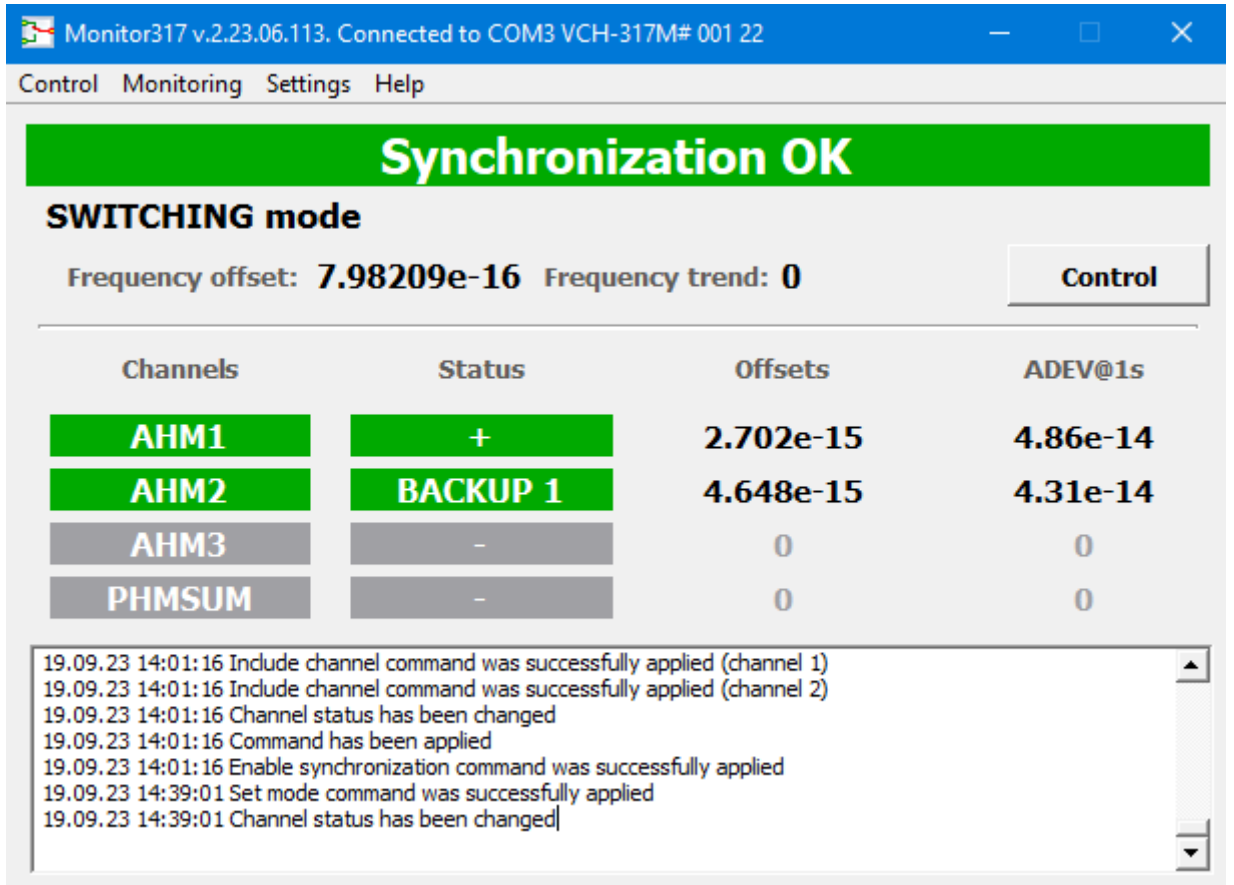 Monitor317 v.2.23.06.113. Connected to COM3 VCH-317M# 001 22
Control Monitoring Settings Help
Synchronization OK
SWITCHING mode
Frequency offset: 7.98209e-16 Frequency trend: 0 Control
Channels Status Offsets ADEV@1s
AHM1 + 2.702e-15 4.86e-14
AHM2 BACKUP 1 4.648e-15 4.31e-14
AHM3 - 0 0
PHMSUM - 0 0
19.09.23 14:01:16 Include channel command was successfully applied (channel 1)
19.09.23 14:01:16 Include channel command was successfully applied (channel 2)
19.09.23 14:01:16 Channel status has been changed
19.09.23 14:01:16 Command has been applied
19.09.23 14:01:16 Enable synchronization command was successfully applied
19.09.23 14:39:01 Set mode command was successfully applied
19.09.23 14:39:01 Channel status has been changed